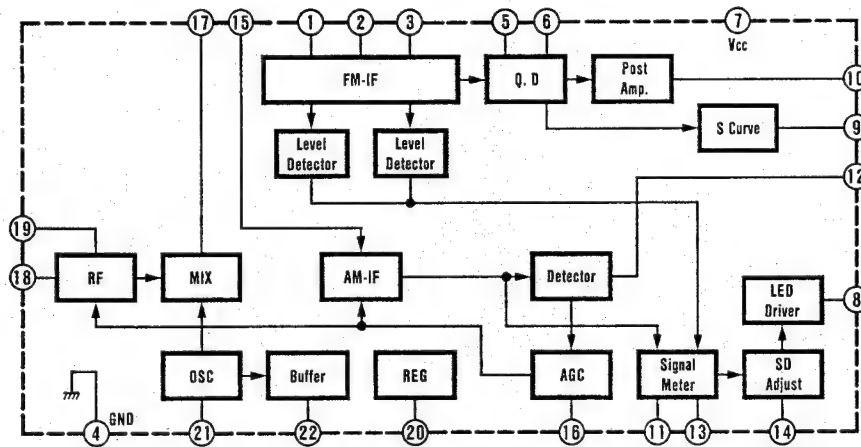 17 15 1 2 3 5 6 7
Vcc
FM-IF
Q. D
Post
Amp.
10
S Curve
9
Level
Detector
Level
Detector
12
19
18
RF
MIX
AM-IF
Detector
LED
Driver
8
OSC
Buffer
REG
AGC
Signal
Meter
SD
Adjust
GND
4 21 22 20 16 11 13 14